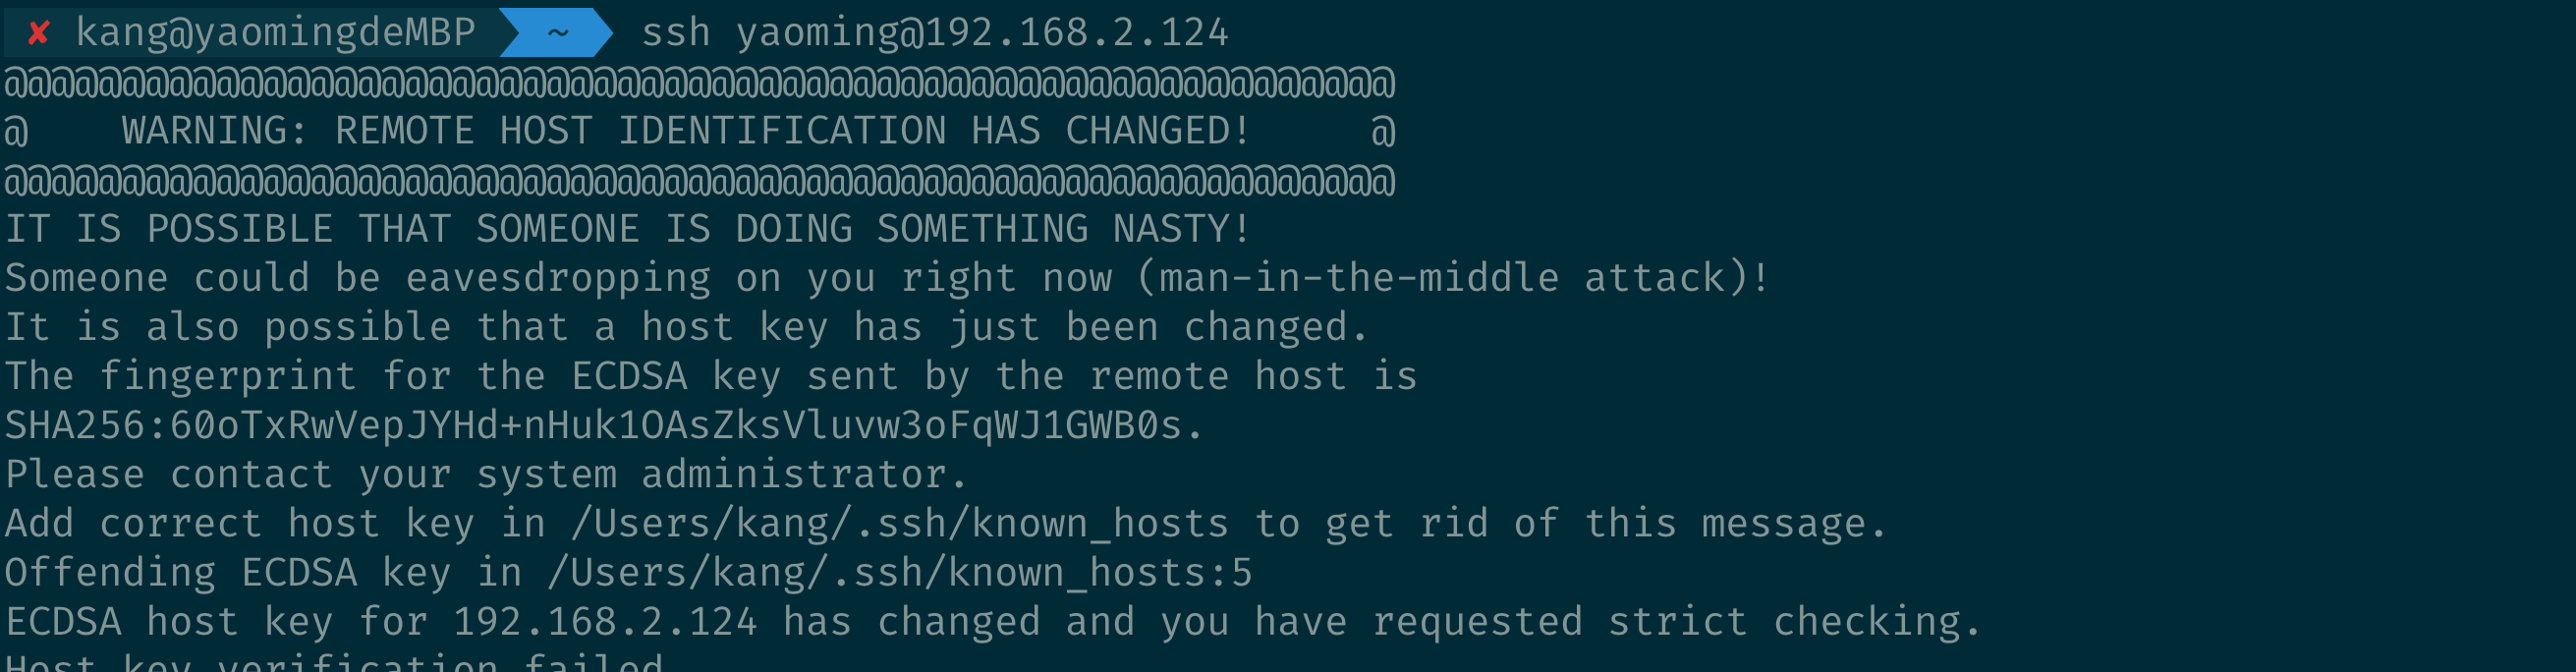 ✘ kang@yaomingdeMBP ~ ssh yaoming@192.168.2.124
@@@@@@@@@@@@@@@@@@@@@@@@@@@@@@@@@@@@@@@@@@@@@@@@@@@@@@@@@@@
@    WARNING: REMOTE HOST IDENTIFICATION HAS CHANGED!     @
@@@@@@@@@@@@@@@@@@@@@@@@@@@@@@@@@@@@@@@@@@@@@@@@@@@@@@@@@@@
IT IS POSSIBLE THAT SOMEONE IS DOING SOMETHING NASTY!
Someone could be eavesdropping on you right now (man-in-the-middle attack)!
It is also possible that a host key has just been changed.
The fingerprint for the ECDSA key sent by the remote host is
SHA256:60oTxRwVepJYHd+nHuk1OAsZksVluvw3oFqWJ1GWB0s.
Please contact your system administrator.
Add correct host key in /Users/kang/.ssh/known_hosts to get rid of this message.
Offending ECDSA key in /Users/kang/.ssh/known_hosts:5
ECDSA host key for 192.168.2.124 has changed and you have requested strict checking.
Host key verification failed